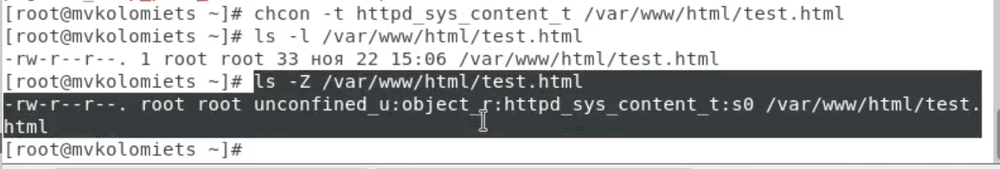 [root@mvkolomiets ~]# chcon -t httpd_sys_content_t /var/www/html/test.html
[root@mvkolomiets ~]# ls -l /var/www/html/test.html
-rw-r--r--. 1 root root 33 ноя 22 15:06 /var/www/html/test.html
[root@mvkolomiets ~]# ls -Z /var/www/html/test.html
-rw-r--r--. root root unconfined_u:object_r:httpd_sys_content_t:s0 /var/www/html/test.
html
[root@mvkolomiets ~]#